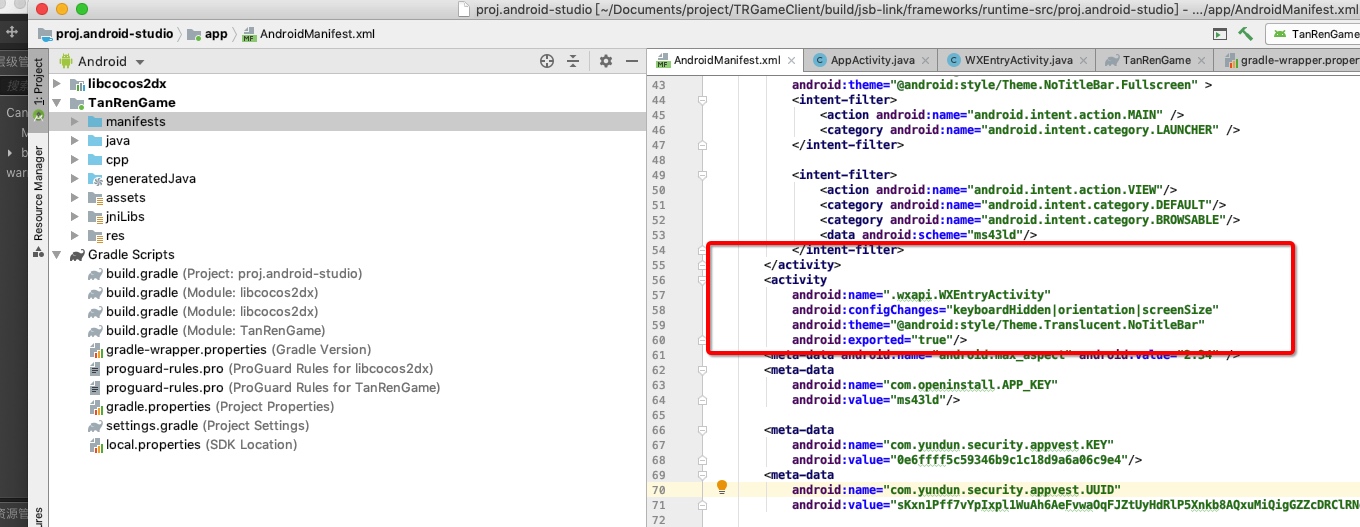 proj.android-studio [~/Documents/project/TRGameClient/build/jsb-link/frameworks/runtime-src/proj.android-studio] - .../app/AndroidManifest.xml
proj.android-studio app AndroidManifest.xml TanRenGame
层级管
搜索
Can
M
b
war
资源管
1: Project
Resource Manager
ures
Android
libcocos2dx
TanRenGame
manifests
java
cpp
generatedJava
assets
jniLibs
res
Gradle Scripts
build.gradle (Project: proj.android-studio)
build.gradle (Module: libcocos2dx)
build.gradle (Module: libcocos2dx)
build.gradle (Module: TanRenGame)
gradle-wrapper.properties (Gradle Version)
proguard-rules.pro (ProGuard Rules for libcocos2dx)
proguard-rules.pro (ProGuard Rules for TanRenGame)
gradle.properties (Project Properties)
settings.gradle (Project Settings)
local.properties (SDK Location)
AndroidManifest.xml AppActivity.java WXEntryActivity.java TanRenGame gradle-wrapper.proper
43 android:theme="@android:style/Theme.NoTitleBar.Fullscreen" >
44 <intent-filter>
45 <action android:name="android.intent.action.MAIN" />
46 <category android:name="android.intent.category.LAUNCHER" />
47 </intent-filter>
48
49 <intent-filter>
50 <action android:name="android.intent.action.VIEW"/>
51 <category android:name="android.intent.category.DEFAULT"/>
52 <category android:name="android.intent.category.BROWSABLE"/>
53 <data android:scheme="ms43ld"/>
54 </intent-filter>
55 </activity>
56 <activity
57 android:name=".wxapi.WXEntryActivity"
58 android:configChanges="keyboardHidden|orientation|screenSize"
59 android:theme="@android:style/Theme.Translucent.NoTitleBar"
60 android:exported="true"/>
61 <meta-data android:name="android.max_aspect" android:value="2.34" />
62 <meta-data
63 android:name="com.openinstall.APP_KEY"
64 android:value="ms43ld"/>
65
66 <meta-data
67 android:name="com.yundun.security.appvest.KEY"
68 android:value="0e6ffff5c59346b9c1c18d9a6a06c9e4"/>
69 <meta-data
70 android:name="com.yundun.security.appvest.UUID"
71 android:value="sKxn1Pff7vYpIxpl1WuAh6AeFvwaOqFJZtUyHdRlP5Xnkb8AQxuMiQigGZZcDRClRN
72